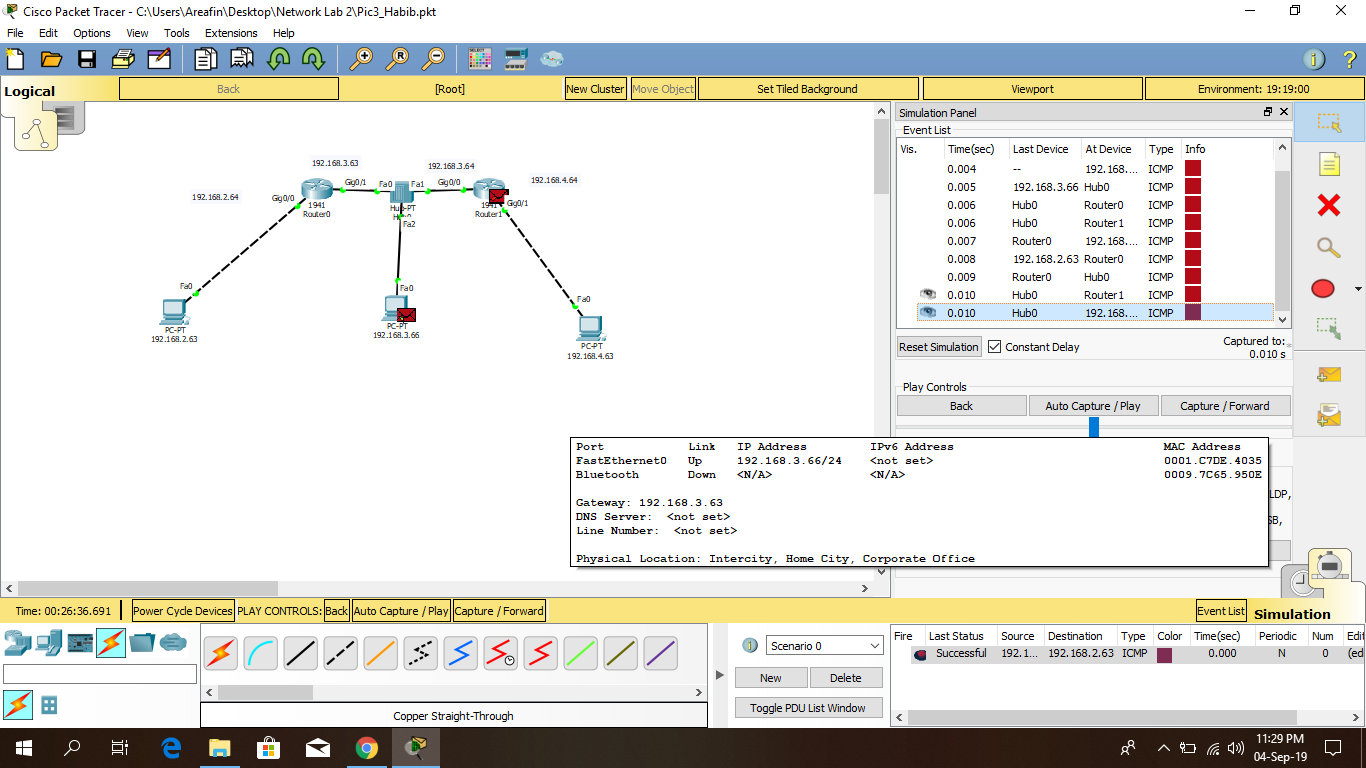 Cisco Packet Tracer - C:\Users\Areafin\Desktop\Network Lab 2\Pic3_Habib.pkt
File Edit Options View Tools Extensions Help
Logical Back [Root] New Cluster Move Object Set Tiled Background Viewport Environment: 19:19:00
192.168.3.63
192.168.3.64
192.168.2.64
192.168.4.64
Gig0/0
Gig0/1
Fa0
Fa1
Gig0/0
Gig0/1
1941
Router0
Hub-PT
Fa2
1941
Router1
Fa0
PC-PT
192.168.2.63
Fa0
PC-PT
192.168.3.66
Fa0
PC-PT
192.168.4.63
Simulation Panel
Event List
Vis. Time(sec) Last Device At Device Type Info
0.004 -- 192.168.... ICMP
0.005 192.168.3.66 Hub0 ICMP
0.006 Hub0 Router0 ICMP
0.006 Hub0 Router1 ICMP
0.007 Router0 192.168.... ICMP
0.008 192.168.2.63 Router0 ICMP
0.009 Router0 Hub0 ICMP
0.010 Hub0 Router1 ICMP
0.010 Hub0 192.168.... ICMP
Reset Simulation Constant Delay Captured to:
0.010 s
Play Controls
Back Auto Capture / Play Capture / Forward
Port Link IP Address IPv6 Address MAC Address
FastEthernet0 Up 192.168.3.66/24 <not set> 0001.C7DE.4035
Bluetooth Down <N/A> <N/A> 0009.7C65.950E
Gateway: 192.168.3.63
DNS Server: <not set>
Line Number: <not set>
Physical Location: Intercity, Home City, Corporate Office
LDP,
SB,
Time: 00:26:36.691 Power Cycle Devices PLAY CONTROLS: Back Auto Capture / Play Capture / Forward Event List Simulation
Scenario 0
New Delete
Toggle PDU List Window
Fire Last Status Source Destination Type Color Time(sec) Periodic Num Edit
Successful 192.1... 192.168.2.63 ICMP 0.000 N 0 (ed
Copper Straight-Through
11:29 PM
04-Sep-19